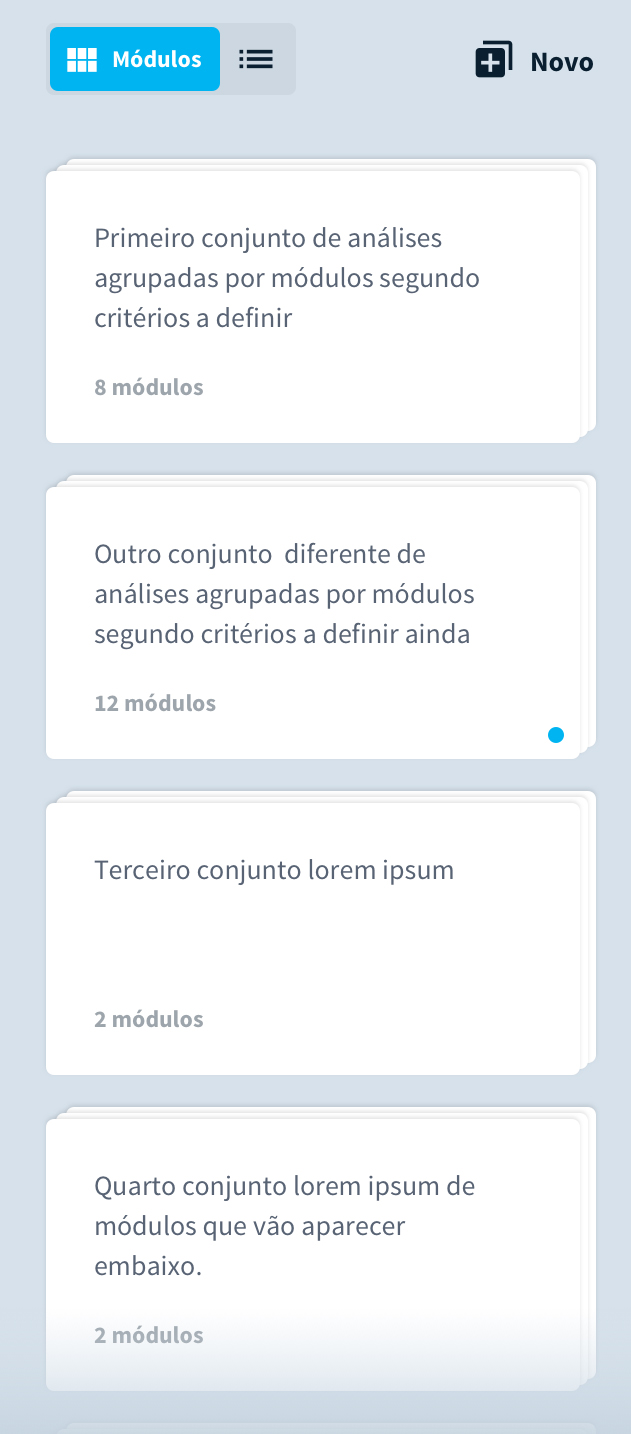 Módulos
Novo
Primeiro conjunto de análises
agrupadas por módulos segundo
critérios a definir
8 módulos
Outro conjunto  diferente de
análises agrupadas por módulos
segundo critérios a definir ainda
12 módulos
Terceiro conjunto lorem ipsum
2 módulos
Quarto conjunto lorem ipsum de
módulos que vão aparecer
embaixo.
2 módulos